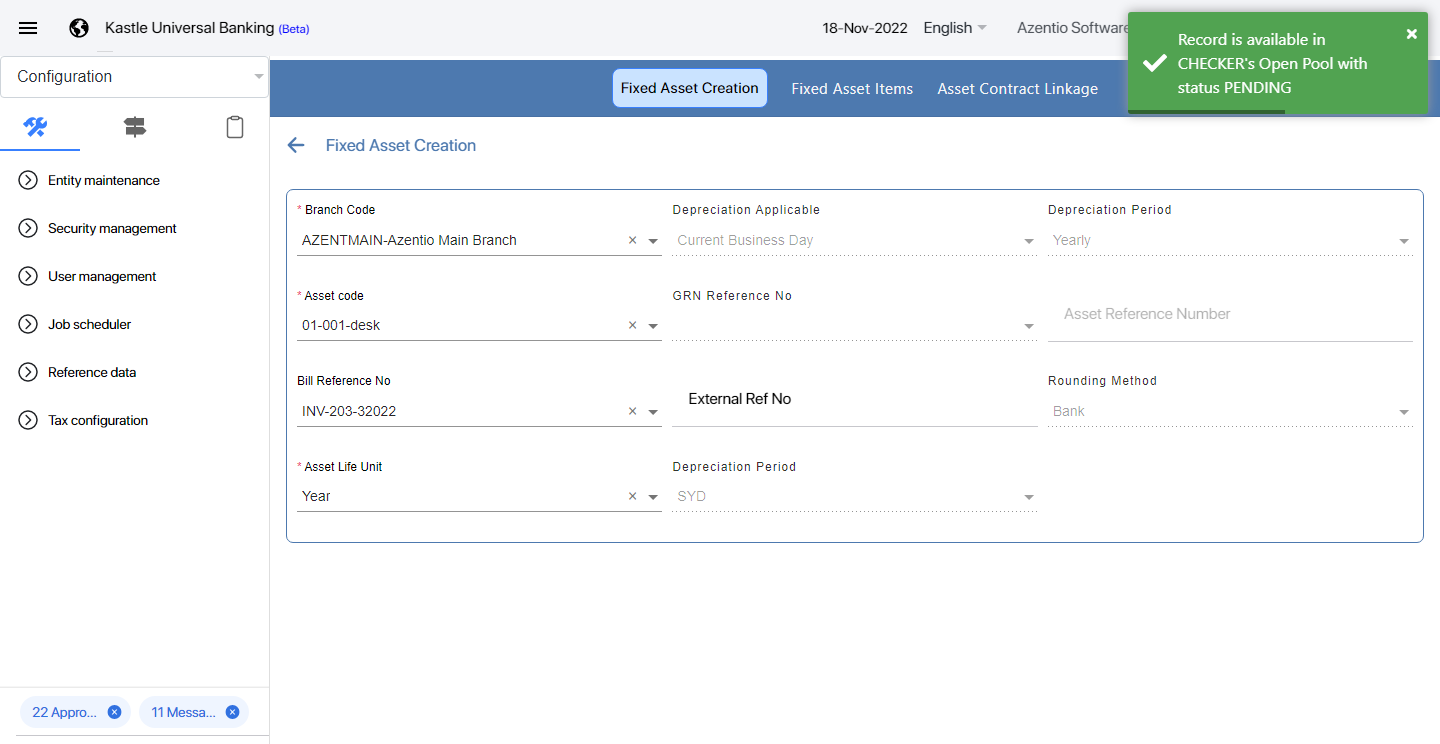 Kastle Universal Banking (Beta)
18-Nov-2022 English Azentio Software
Record is available in
CHECKER's Open Pool with
status PENDING
Configuration
Fixed Asset Creation Fixed Asset Items Asset Contract Linkage
Entity maintenance
Security management
User management
Job scheduler
Reference data
Tax configuration
22 Appro...
11 Messa...
Fixed Asset Creation
* Branch Code Depreciation Applicable Depreciation Period
AZENTMAIN-Azentio Main Branch × Current Business Day Yearly
* Asset code GRN Reference No
Asset Reference Number
01-001-desk ×
Bill Reference No Rounding Method
External Ref No
INV-203-32022 × Bank
* Asset Life Unit Depreciation Period
Year × SYD